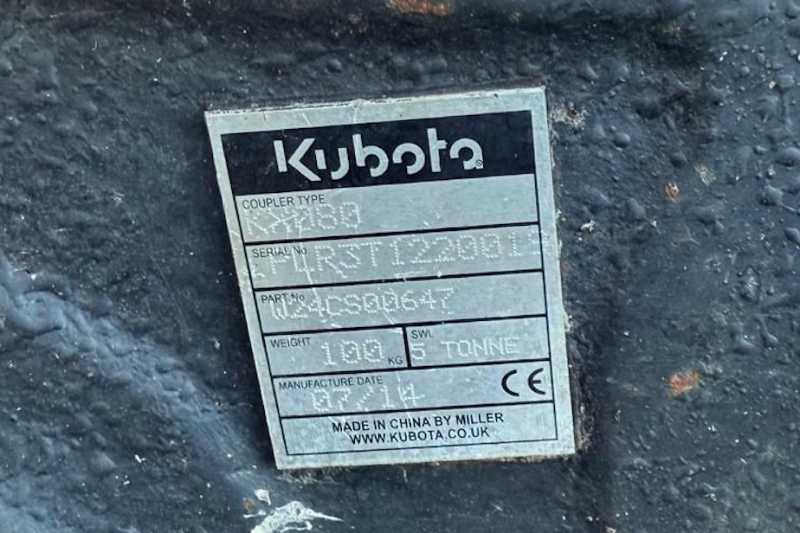 Kubota
COUPLER TYPE
KX080
SERIAL No
PART No
W24CS00647
WEIGHT 100 KG SWL 5 TONNE
MANUFACTURE DATE
07/14 CE
MADE IN CHINA BY MILLER
WWW.KUBOTA.CO.UK